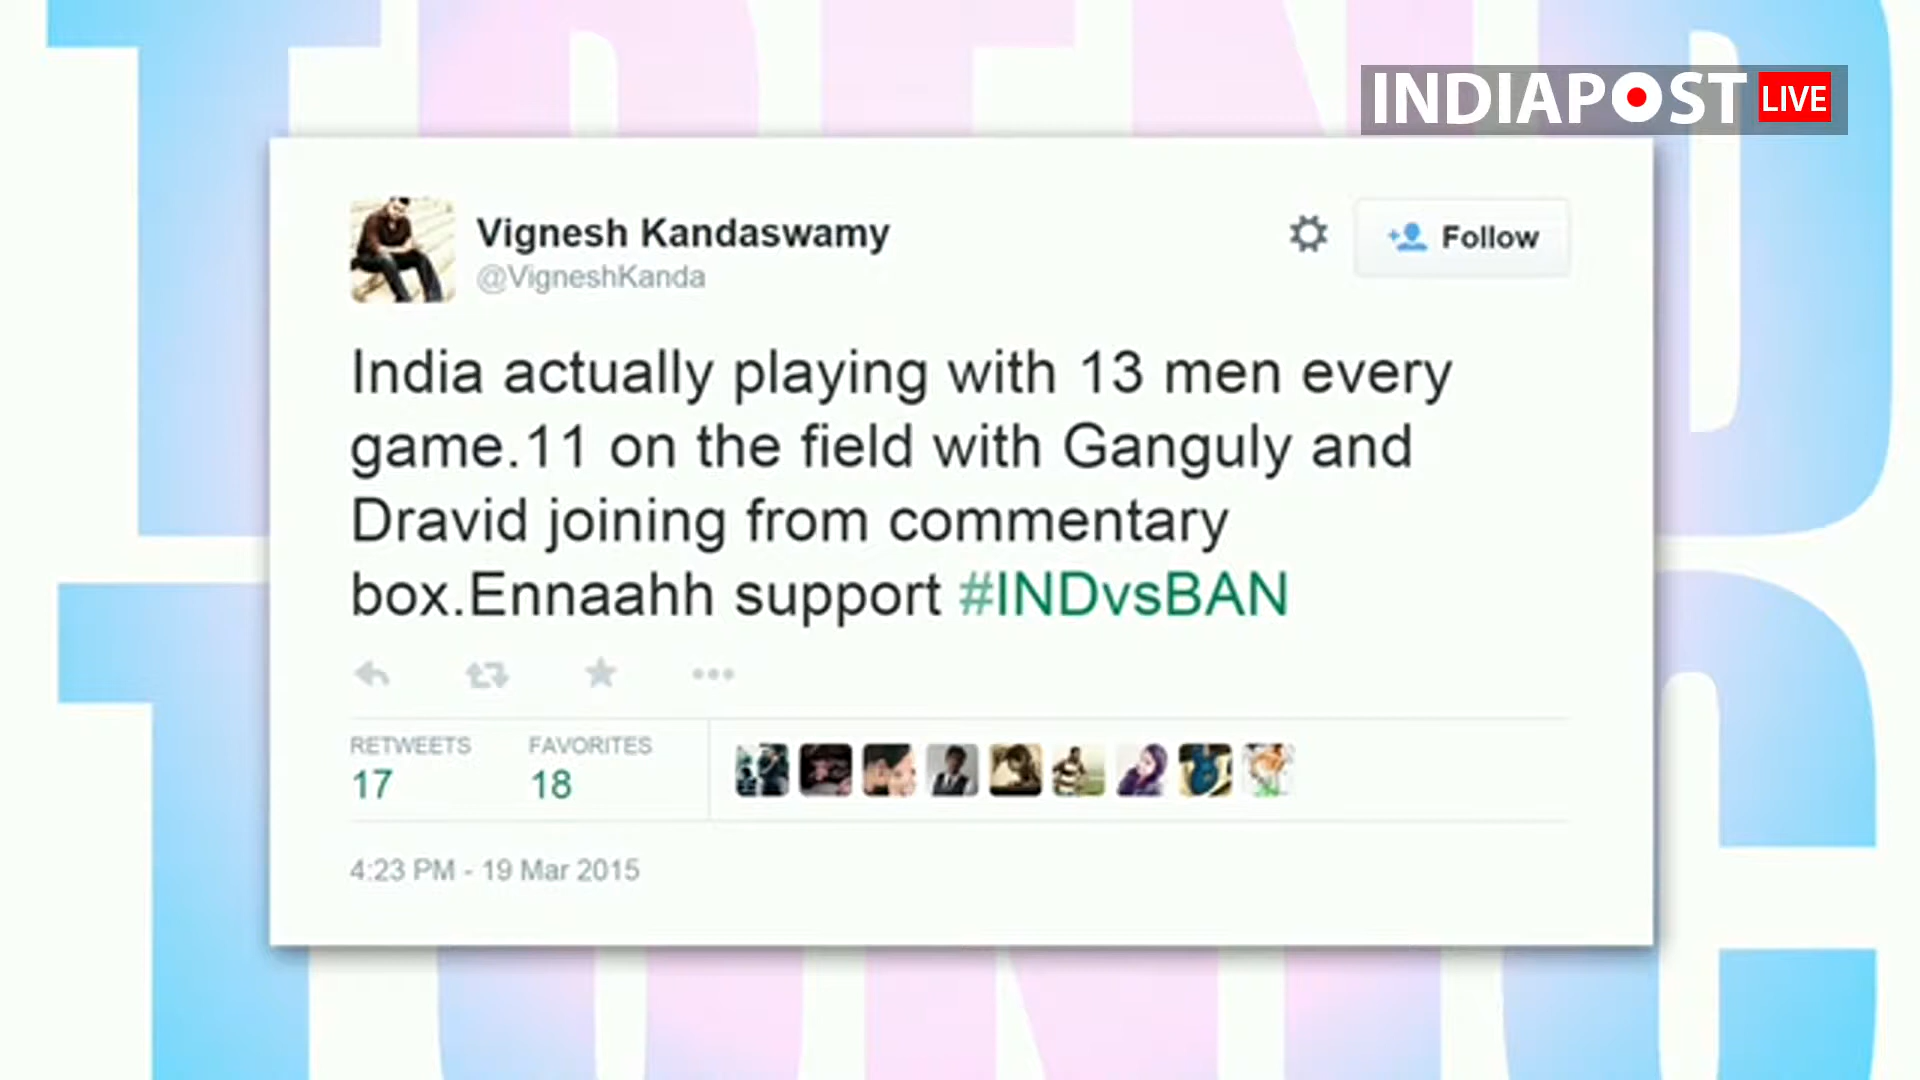 INDIAPOST LIVE
Vignesh Kandaswamy
@VigneshKanda
Follow
India actually playing with 13 men every
game.11 on the field with Ganguly and
Dravid joining from commentary
box.Ennaahh support #INDvsBAN
RETWEETS FAVORITES
17 18
4:23 PM - 19 Mar 2015